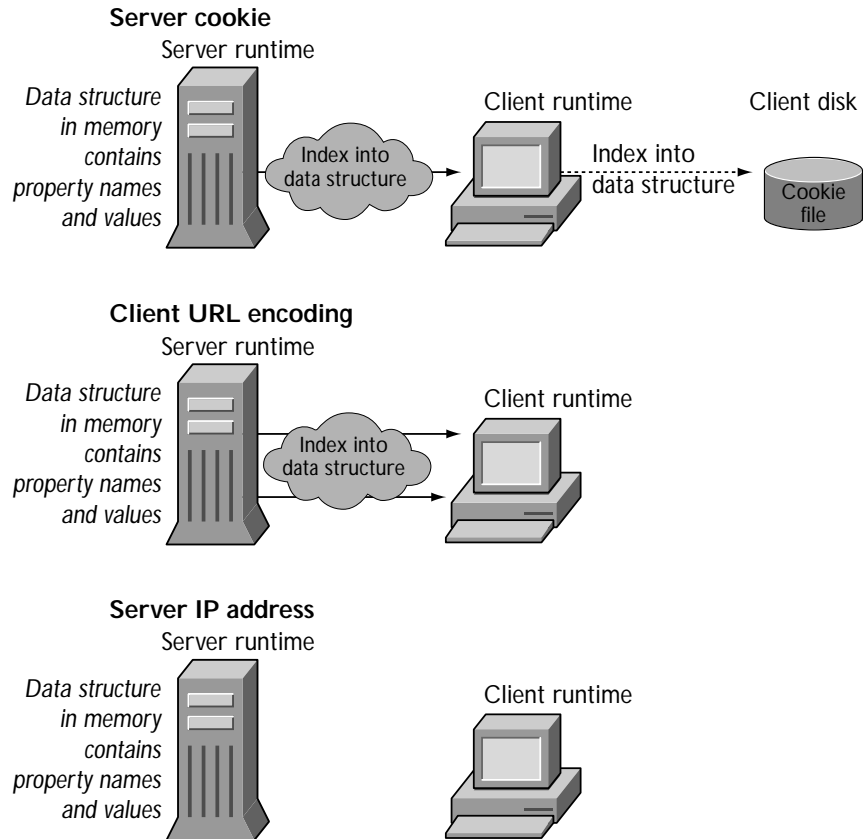 Server cookie
Server runtime
Data structure
in memory
contains
property names
and values
Index into
data structure
Client runtime
Index into
data structure
Client disk
Cookie
file
Client URL encoding
Server runtime
Data structure
in memory
contains
property names
and values
Index into
data structure
Client runtime
Server IP address
Server runtime
Data structure
in memory
contains
property names
and values
Client runtime